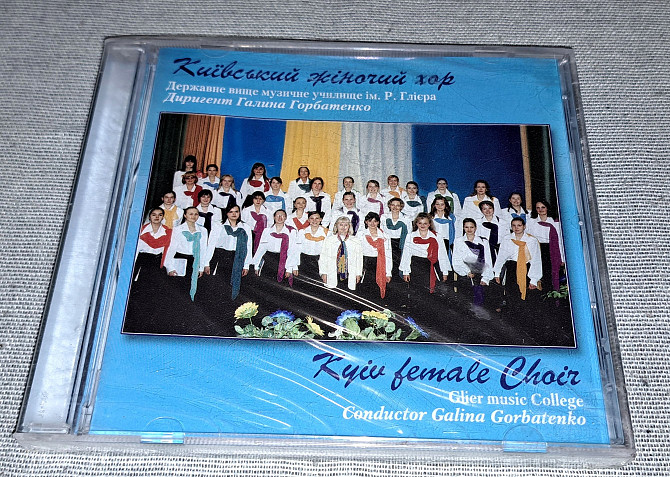 Київський жіночий хор
Державне вище музичне училище ім. Р. Глієра
Диригент Галина Горбатенко
Kyiv female Choir
Glier music College
Conductor Galina Gorbatenko